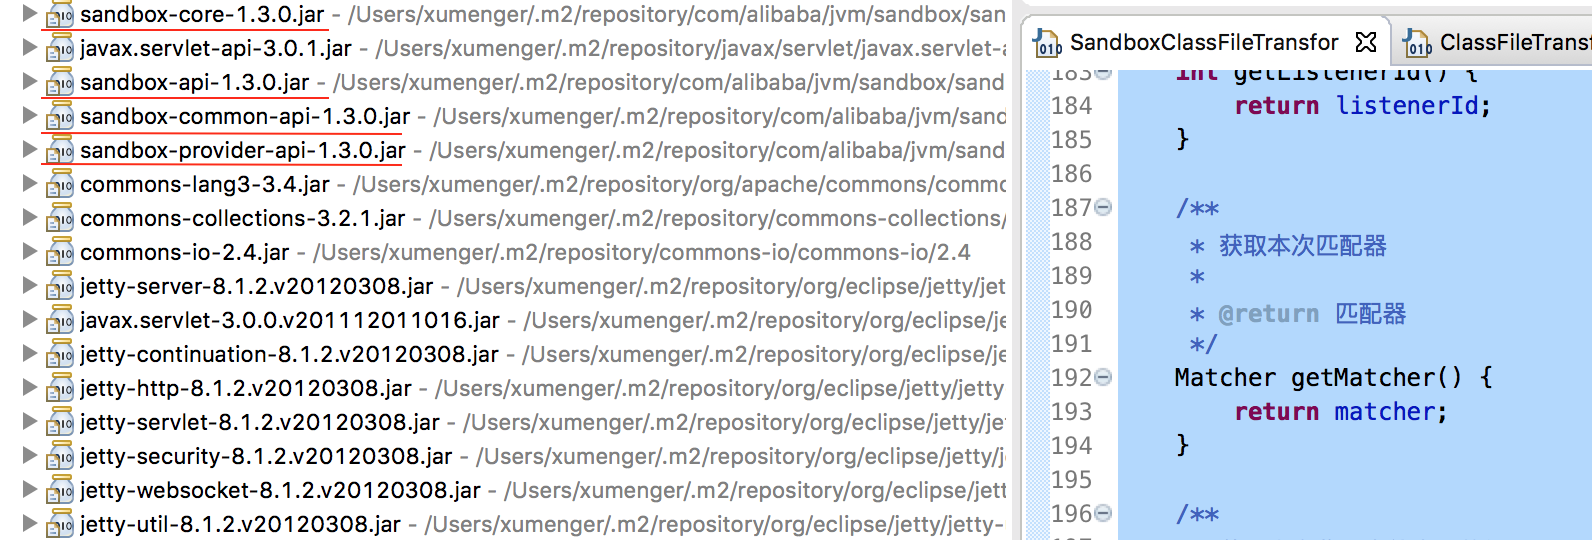 sandbox-core-1.3.0.jar - /Users/xumenger/.m2/repository/com/alibaba/jvm/sandbox/san
javax.servlet-api-3.0.1.jar - /Users/xumenger/.m2/repository/javax/servlet/javax.servlet-a
sandbox-api-1.3.0.jar - /Users/xumenger/.m2/repository/com/alibaba/jvm/sandbox/sand
sandbox-common-api-1.3.0.jar - /Users/xumenger/.m2/repository/com/alibaba/jvm/sand
sandbox-provider-api-1.3.0.jar - /Users/xumenger/.m2/repository/com/alibaba/jvm/sand
commons-lang3-3.4.jar - /Users/xumenger/.m2/repository/org/apache/commons/commo
commons-collections-3.2.1.jar - /Users/xumenger/.m2/repository/commons-collections/
commons-io-2.4.jar - /Users/xumenger/.m2/repository/commons-io/commons-io/2.4
jetty-server-8.1.2.v20120308.jar - /Users/xumenger/.m2/repository/org/eclipse/jetty/jet
javax.servlet-3.0.0.v201112011016.jar - /Users/xumenger/.m2/repository/org/eclipse/je
jetty-continuation-8.1.2.v20120308.jar - /Users/xumenger/.m2/repository/org/eclipse/je
jetty-http-8.1.2.v20120308.jar - /Users/xumenger/.m2/repository/org/eclipse/jetty/jetty
jetty-servlet-8.1.2.v20120308.jar - /Users/xumenger/.m2/repository/org/eclipse/jetty/jet
jetty-security-8.1.2.v20120308.jar - /Users/xumenger/.m2/repository/org/eclipse/jetty/j
jetty-websocket-8.1.2.v20120308.jar - /Users/xumenger/.m2/repository/org/eclipse/jett
jetty-util-8.1.2.v20120308.jar - /Users/xumenger/.m2/repository/org/eclipse/jetty/jetty-
SandboxClassFileTransfor
ClassFileTransf
183 int getListenerId() {
184 return listenerId;
185 }
186
187 /**
188 * 获取本次匹配器
189 *
190 * @return 匹配器
191 */
192 Matcher getMatcher() {
193 return matcher;
194 }
195
196 /**